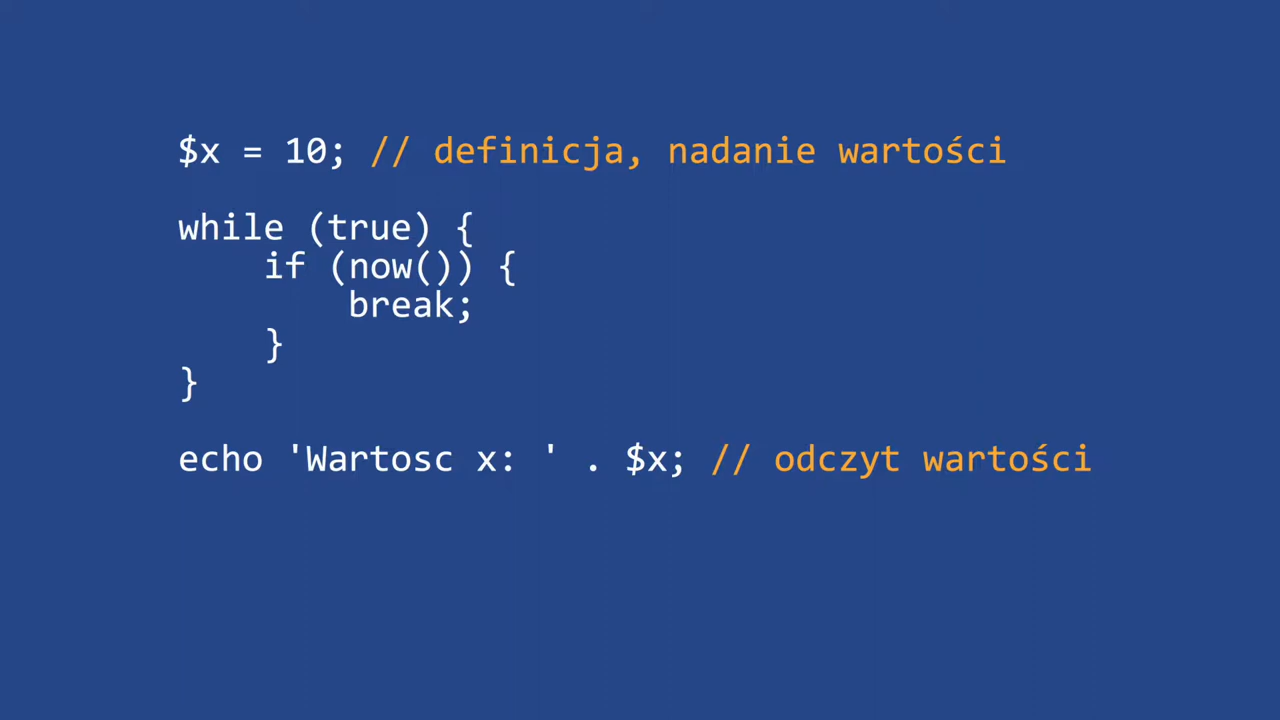 $x = 10; // definicja, nadanie wartości
while (true) {
if (now()) {
break;
}
}
echo 'Wartosc x: ' . $x; // odczyt wartości